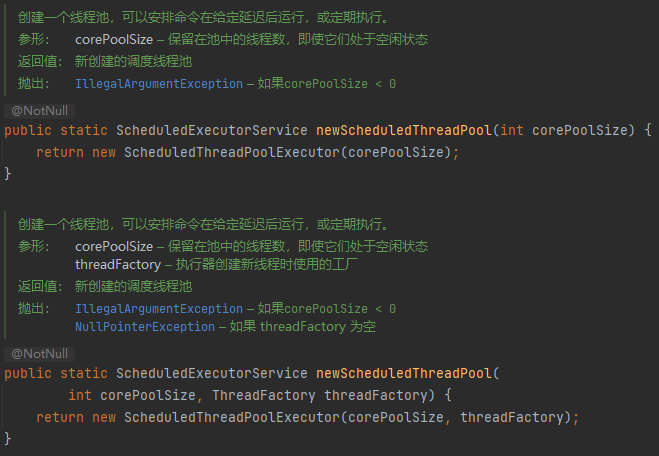 创建一个线程池，可以安排命令在给定延迟后运行，或定期执行。
参形： corePoolSize – 保留在池中的线程数，即使它们处于空闲状态
返回值： 新创建的调度线程池
抛出： IllegalArgumentException – 如果corePoolSize < 0
@NotNull
public static ScheduledExecutorService newScheduledThreadPool(int corePoolSize) {
    return new ScheduledThreadPoolExecutor(corePoolSize);
}
创建一个线程池，可以安排命令在给定延迟后运行，或定期执行。
参形： corePoolSize – 保留在池中的线程数，即使它们处于空闲状态
threadFactory – 执行器创建新线程时使用的工厂
返回值： 新创建的调度线程池
抛出： IllegalArgumentException – 如果corePoolSize < 0
NullPointerException – 如果 threadFactory 为空
@NotNull
public static ScheduledExecutorService newScheduledThreadPool(
        int corePoolSize, ThreadFactory threadFactory) {
    return new ScheduledThreadPoolExecutor(corePoolSize, threadFactory);
}